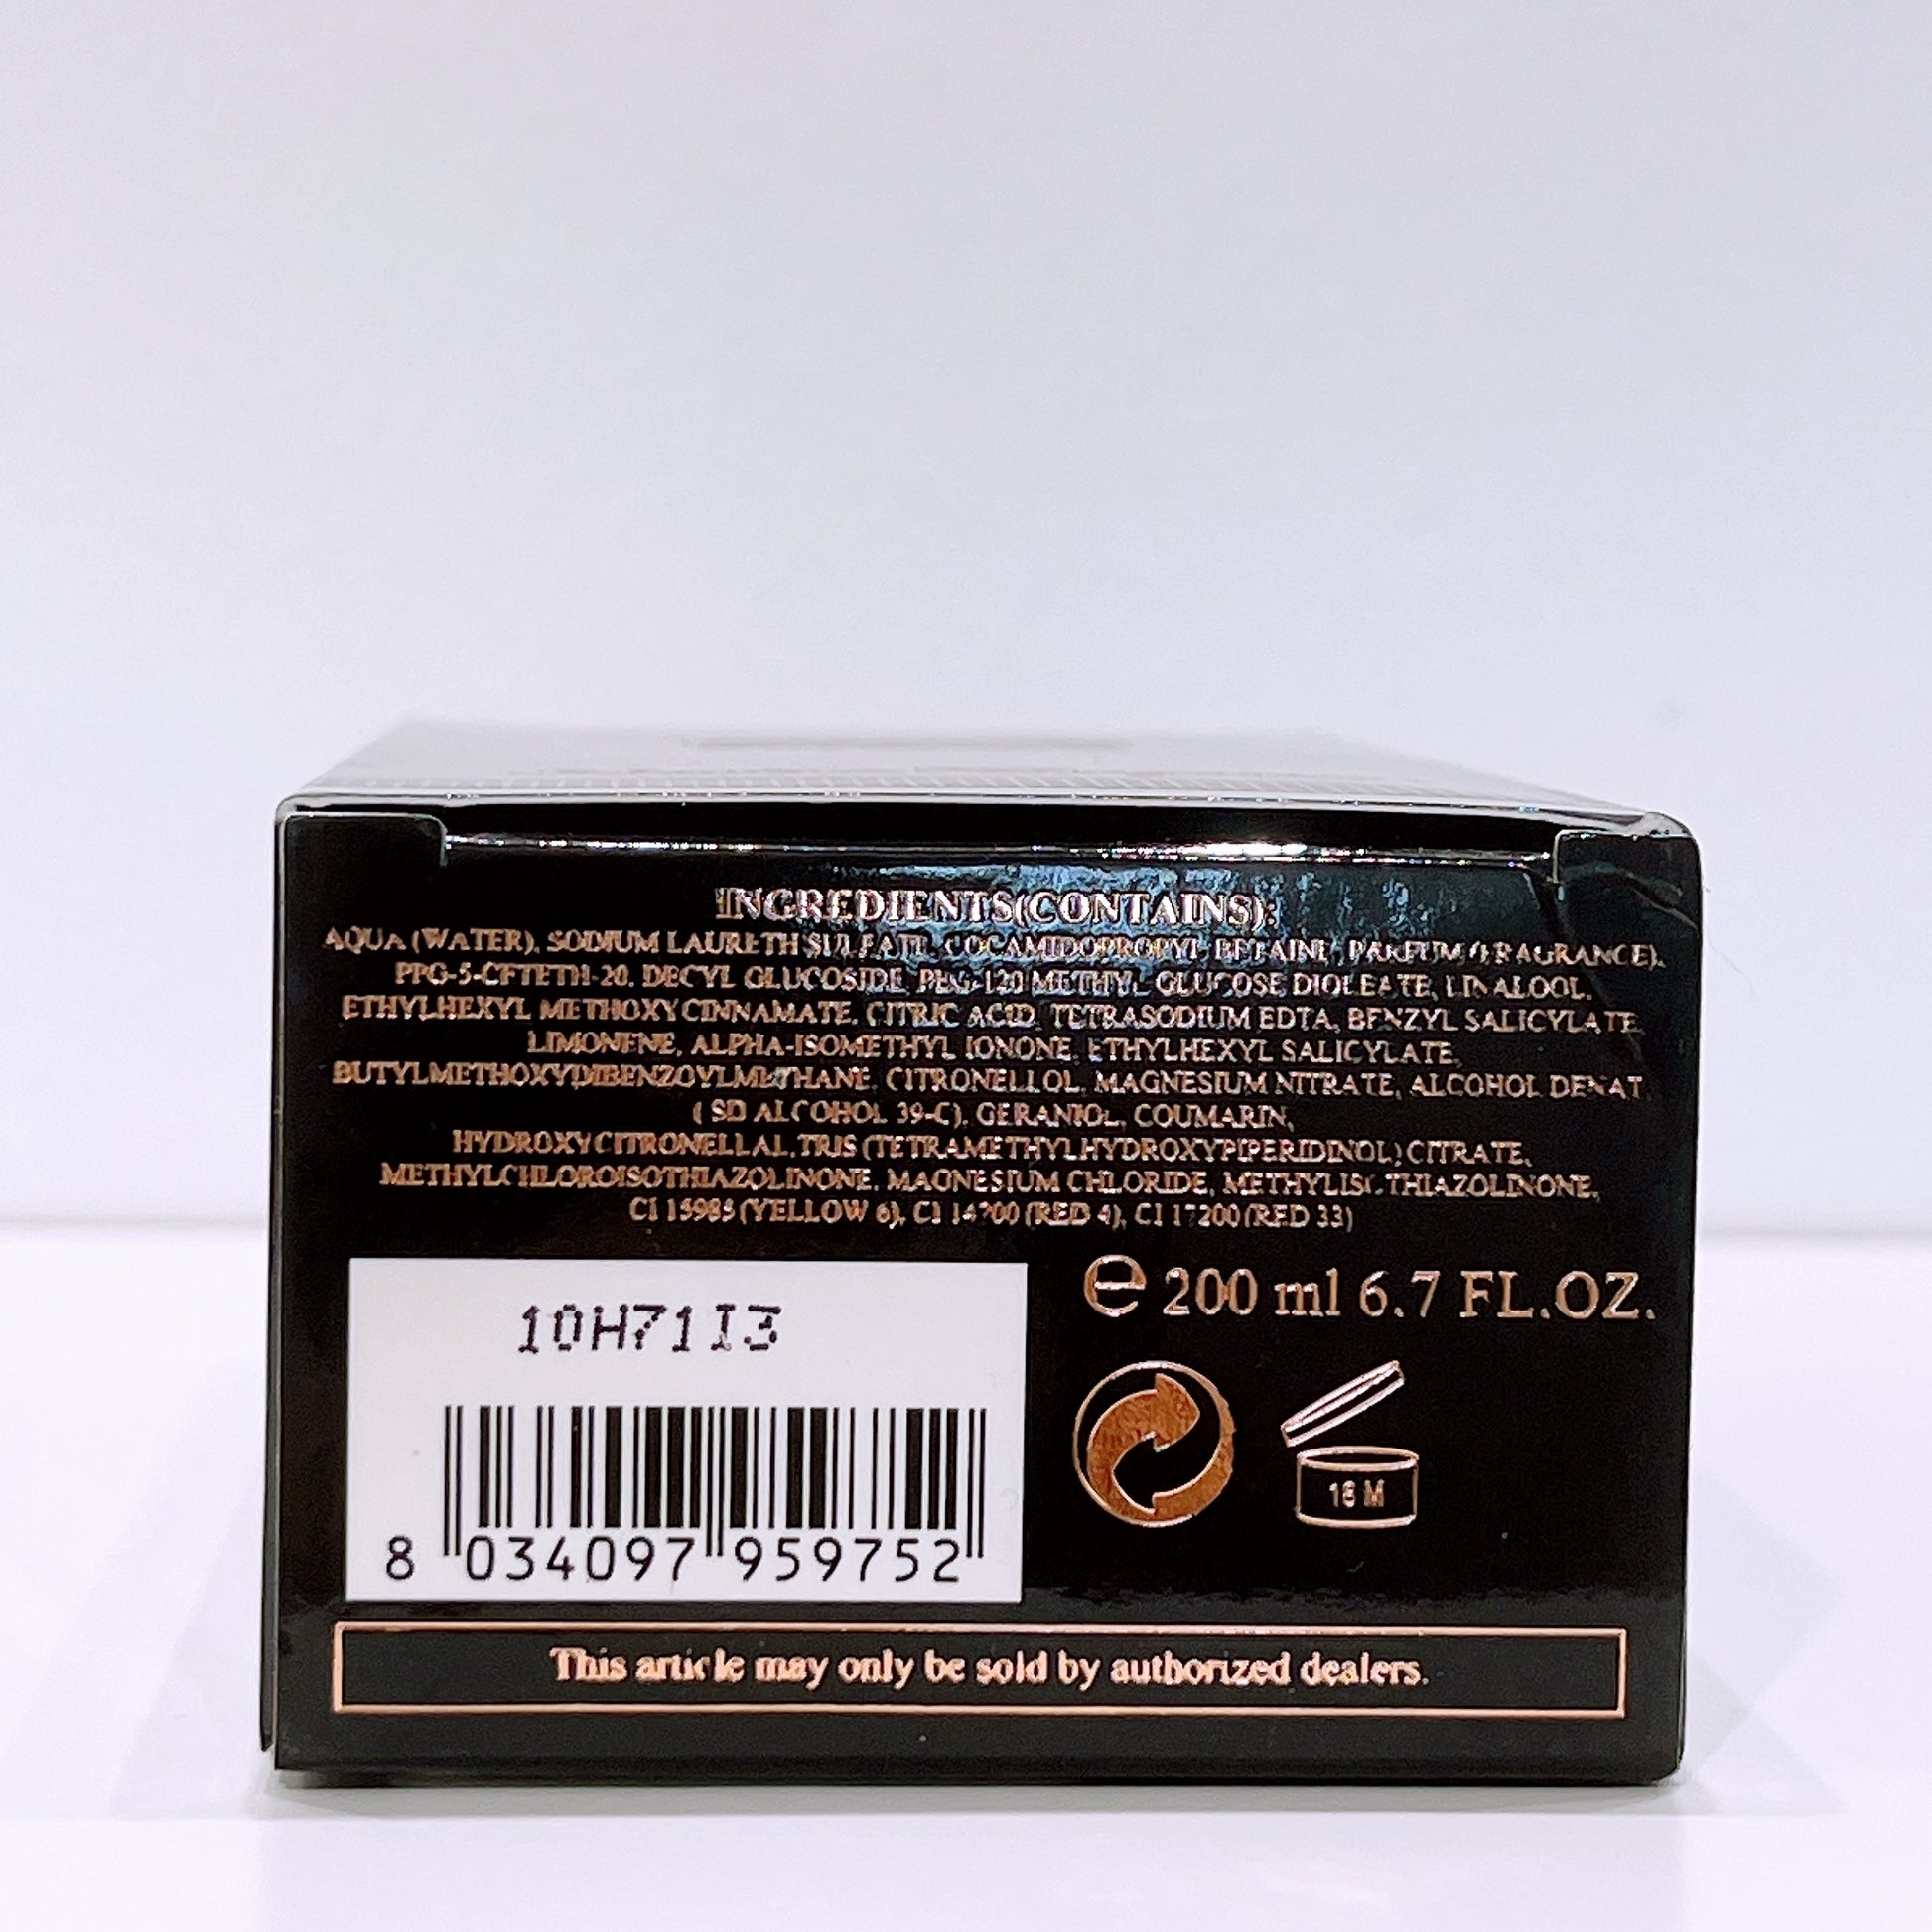 INGREDIENTS(CONTAINS):
AQUA (WATER), SODIUM LAURETH SULFATE, COCAMIDOPROPYL BETAINE, PARFUM (FRAGRANCE),
PPG-5-CETETH-20, DECYL GLUCOSIDE, PEG-120 METHYL GLUCOSE DIOLEATE, LINALOOL,
ETHYLHEXYL METHOXYCINNAMATE, CITRIC ACID, TETRASODIUM EDTA, BENZYL SALICYLATE,
LIMONENE, ALPHA-ISOMETHYL IONONE, ETHYLHEXYL SALICYLATE,
BUTYLMETHOXYDIBENZOYLMETHANE, CITRONELLOL, MAGNESIUM NITRATE, ALCOHOL DENAT.
( SD ALCOHOL 39-C), GERANIOL, COUMARIN,
HYDROXYCITRONELLAL, TRIS (TETRAMETHYLHYDROXYPIPERIDINOL) CITRATE,
METHYLCHLOROISOTHIAZOLINONE, MAGNESIUM CHLORIDE, METHYLISOTHIAZOLINONE,
CI 15985 (YELLOW 6), CI 14700 (RED 4), CI 17200 (RED 33)
10H71I3
e 200 ml 6.7 FL.OZ.
M
8 034097 959752
This article may only be sold by authorized dealers.